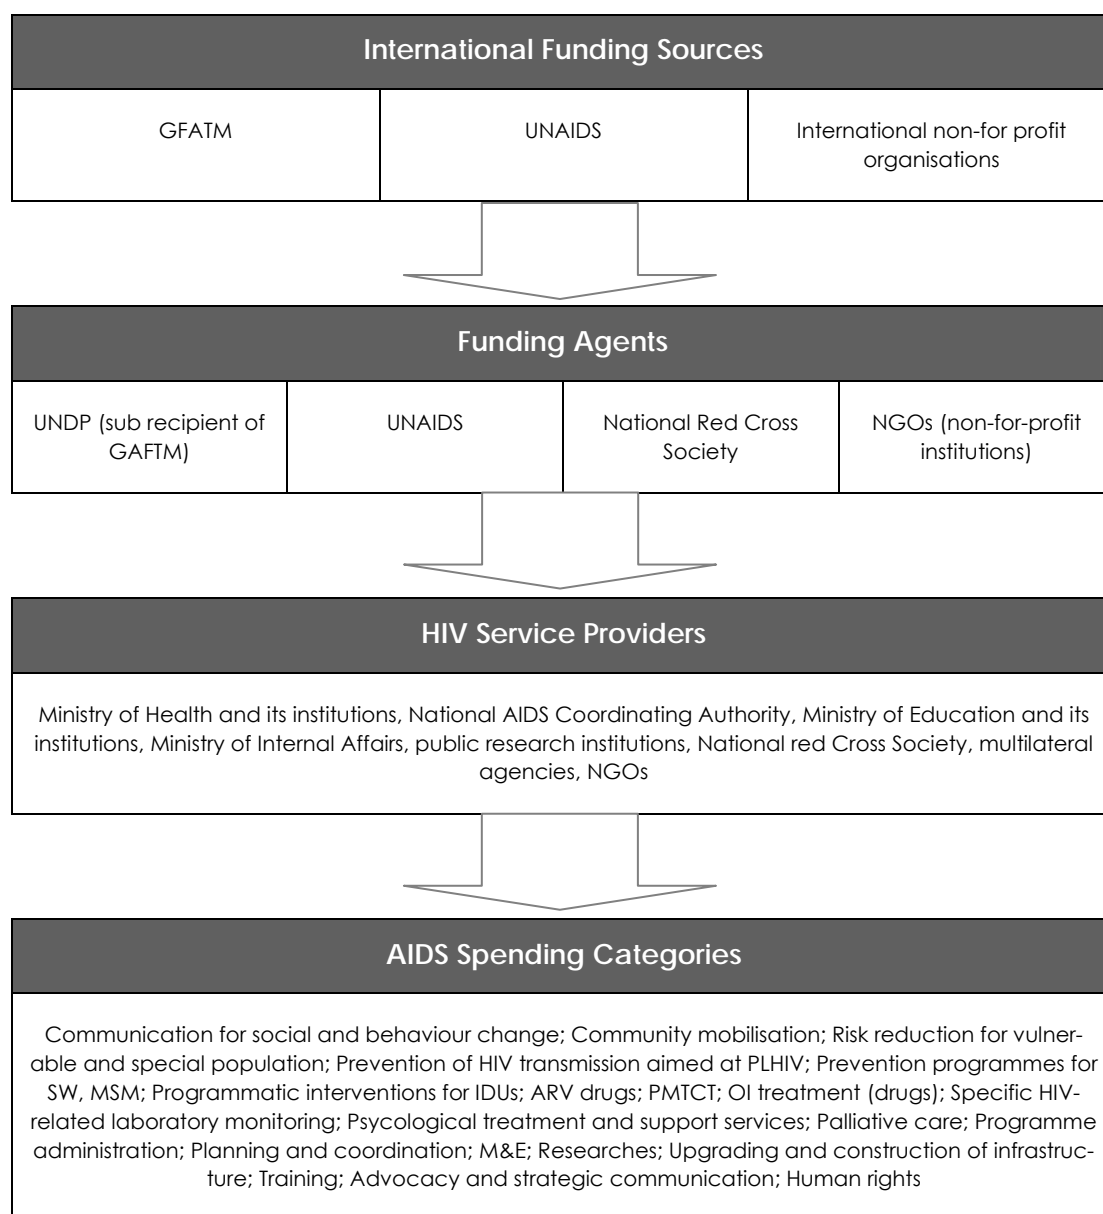 International Funding Sources
GFATM
UNAIDS
International non-for profit
organisations
Funding Agents
UNDP (sub recipient of
GAFTM)
UNAIDS
National Red Cross
Society
NGOs (non-for-profit
institutions)
HIV Service Providers
Ministry of Health and its institutions, National AIDS Coordinating Authority, Ministry of Education and its
institutions, Ministry of Internal Affairs, public research institutions, National red Cross Society, multilateral
agencies, NGOs
AIDS Spending Categories
Communication for social and behaviour change; Community mobilisation; Risk reduction for vulner-
able and special population; Prevention of HIV transmission aimed at PLHIV; Prevention programmes for
SW, MSM; Programmatic interventions for IDUs; ARV drugs; PMTCT; OI treatment (drugs); Specific HIV-
related laboratory monitoring; Psycological treatment and support services; Palliative care; Programme
administration; Planning and coordination; M&E; Researches; Upgrading and construction of infrastruc-
ture; Training; Advocacy and strategic communication; Human rights